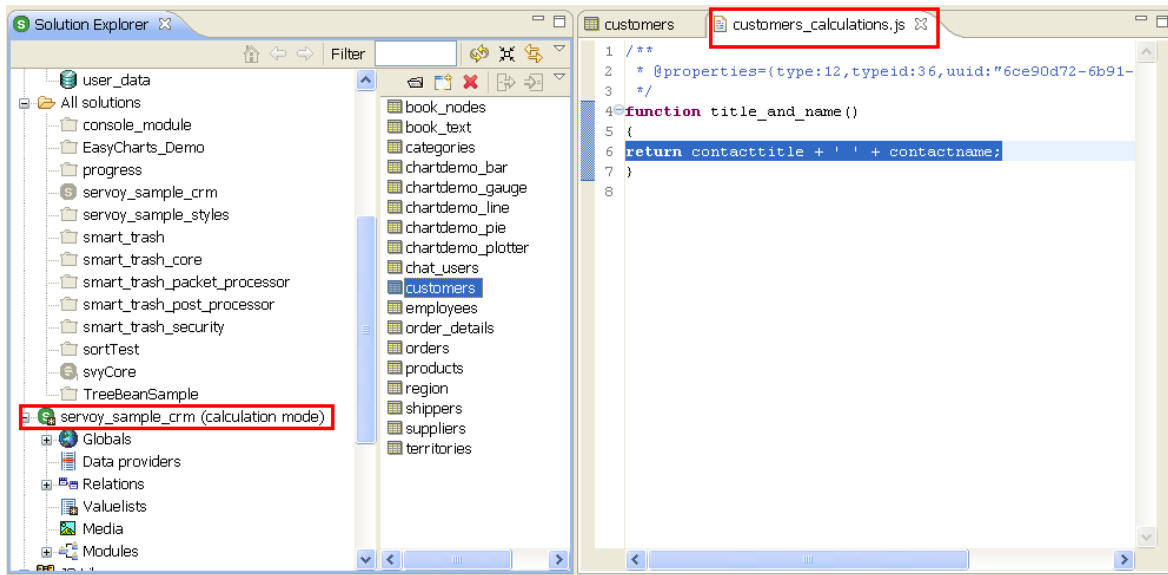 Solution Explorer
Filter
user_data
All solutions
console_module
EasyCharts_Demo
progress
servoy_sample_crm
servoy_sample_styles
smart_trash
smart_trash_core
smart_trash_packet_processor
smart_trash_post_processor
smart_trash_security
sortTest
svyCore
TreeBeanSample
servoy_sample_crm (calculation mode)
Globals
Data providers
Relations
Valuelists
Media
Modules
book_nodes
book_text
categories
chartdemo_bar
chartdemo_gauge
chartdemo_line
chartdemo_pie
chartdemo_plotter
chat_users
customers
employees
order_details
orders
products
region
shippers
suppliers
territories
customers
customers_calculations.js
1 /**
2 * @properties={type:12,typeid:36,uuid:"6ce90d72-6b91-
3 */
4 function title_and_name()
5 {
6 return contacttitle + ' ' + contactname;
7 }
8